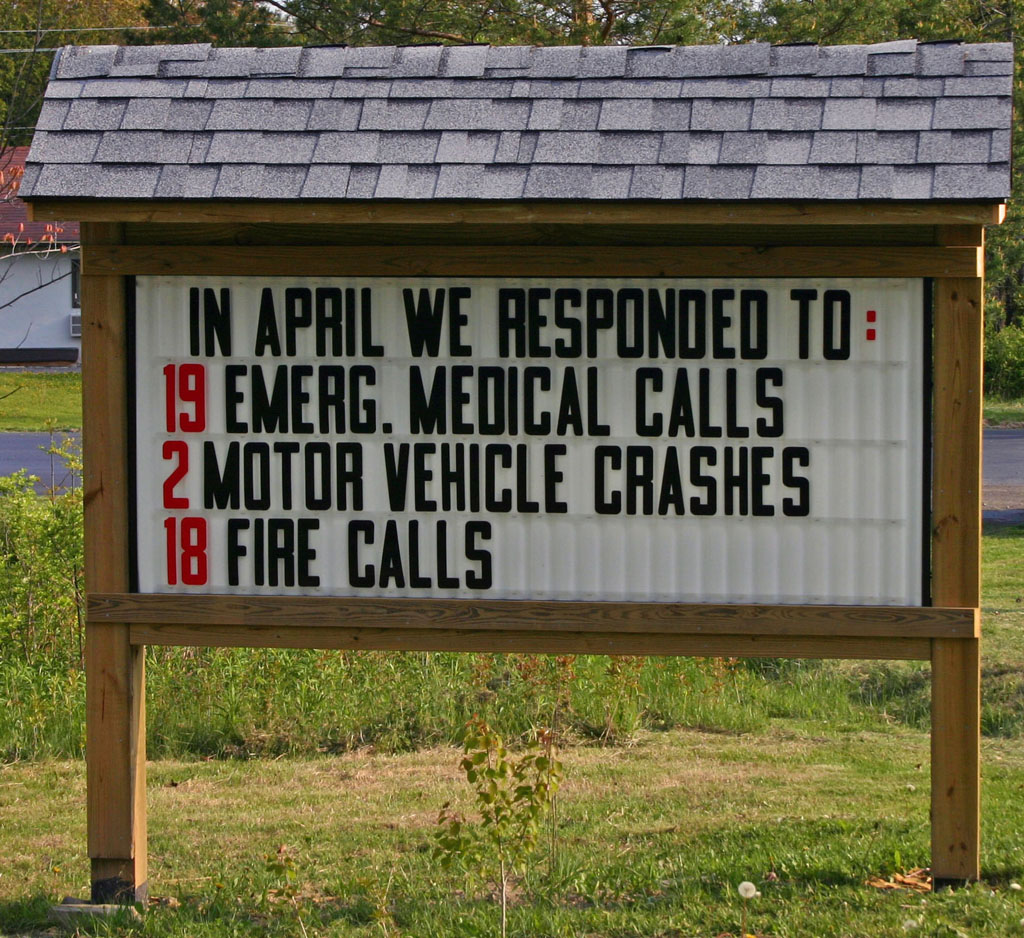 IN APRIL WE RESPONDED TO:
19 EMERG. MEDICAL CALLS
2 MOTOR VEHICLE CRASHES
18 FIRE CALLS